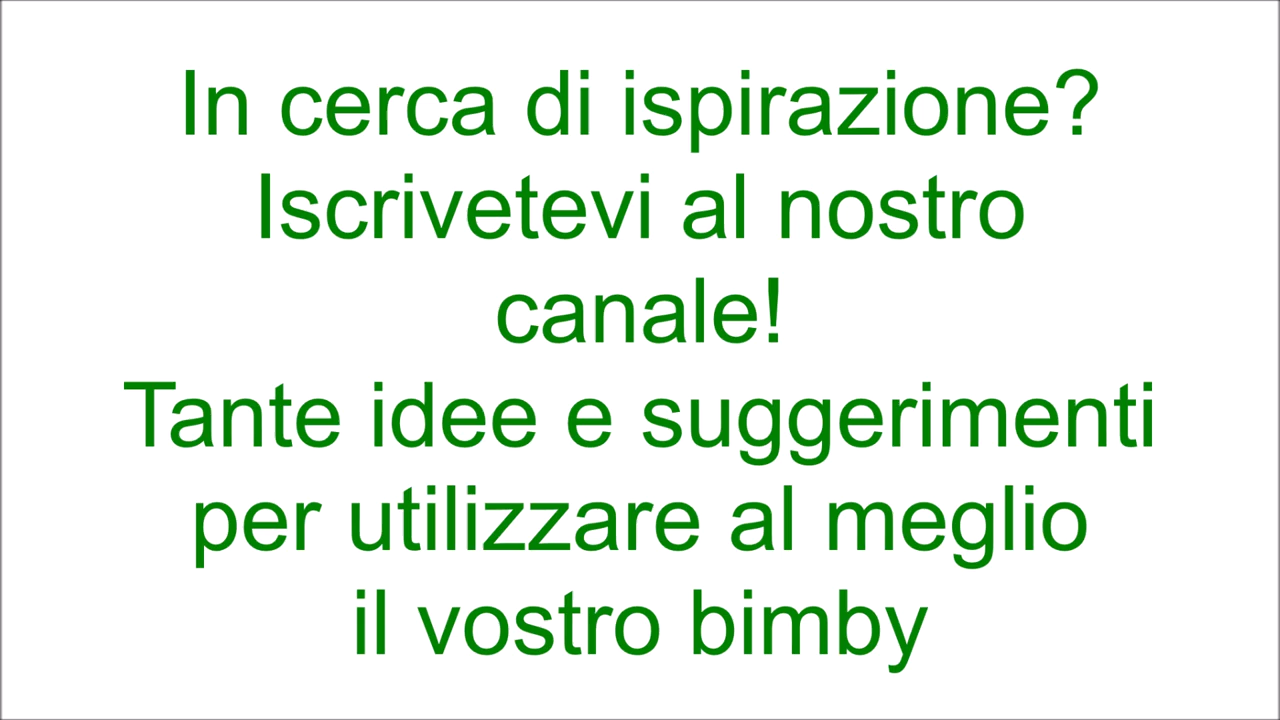 In cerca di ispirazione?
Iscrivetevi al nostro
canale!
Tante idee e suggerimenti
per utilizzare al meglio
il vostro bimby